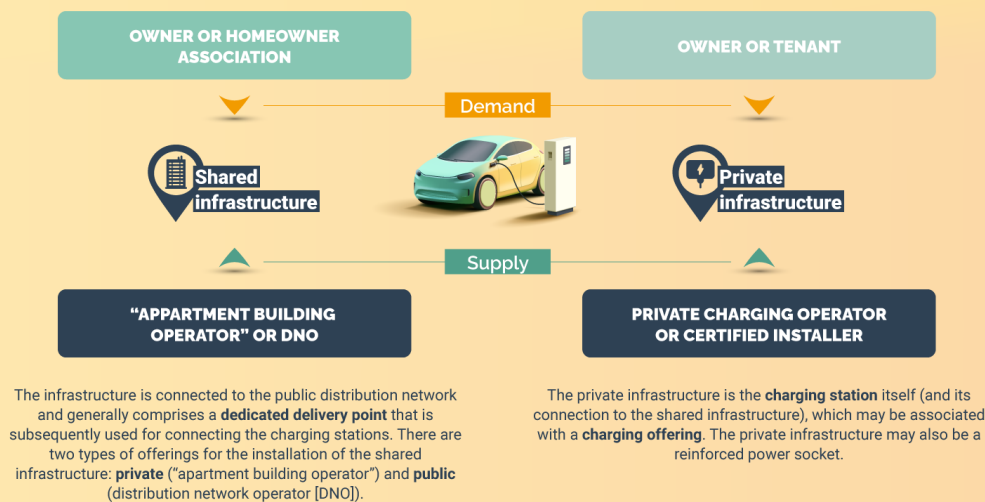 OWNER OR HOMEOWNER
ASSOCIATION
OWNER OR TENANT
Demand
Shared
infrastructure
Private
infrastructure
Supply
“APPARTMENT BUILDING
OPERATOR” OR DNO
PRIVATE CHARGING OPERATOR
OR CERTIFIED INSTALLER
The infrastructure is connected to the public distribution network
and generally comprises a dedicated delivery point that is
subsequently used for connecting the charging stations. There are
two types of offerings for the installation of the shared
infrastructure: private (“apartment building operator”) and public
(distribution network operator [DNO]).
The private infrastructure is the charging station itself (and its
connection to the shared infrastructure), which may be associated
with a charging offering. The private infrastructure may also be a
reinforced power socket.